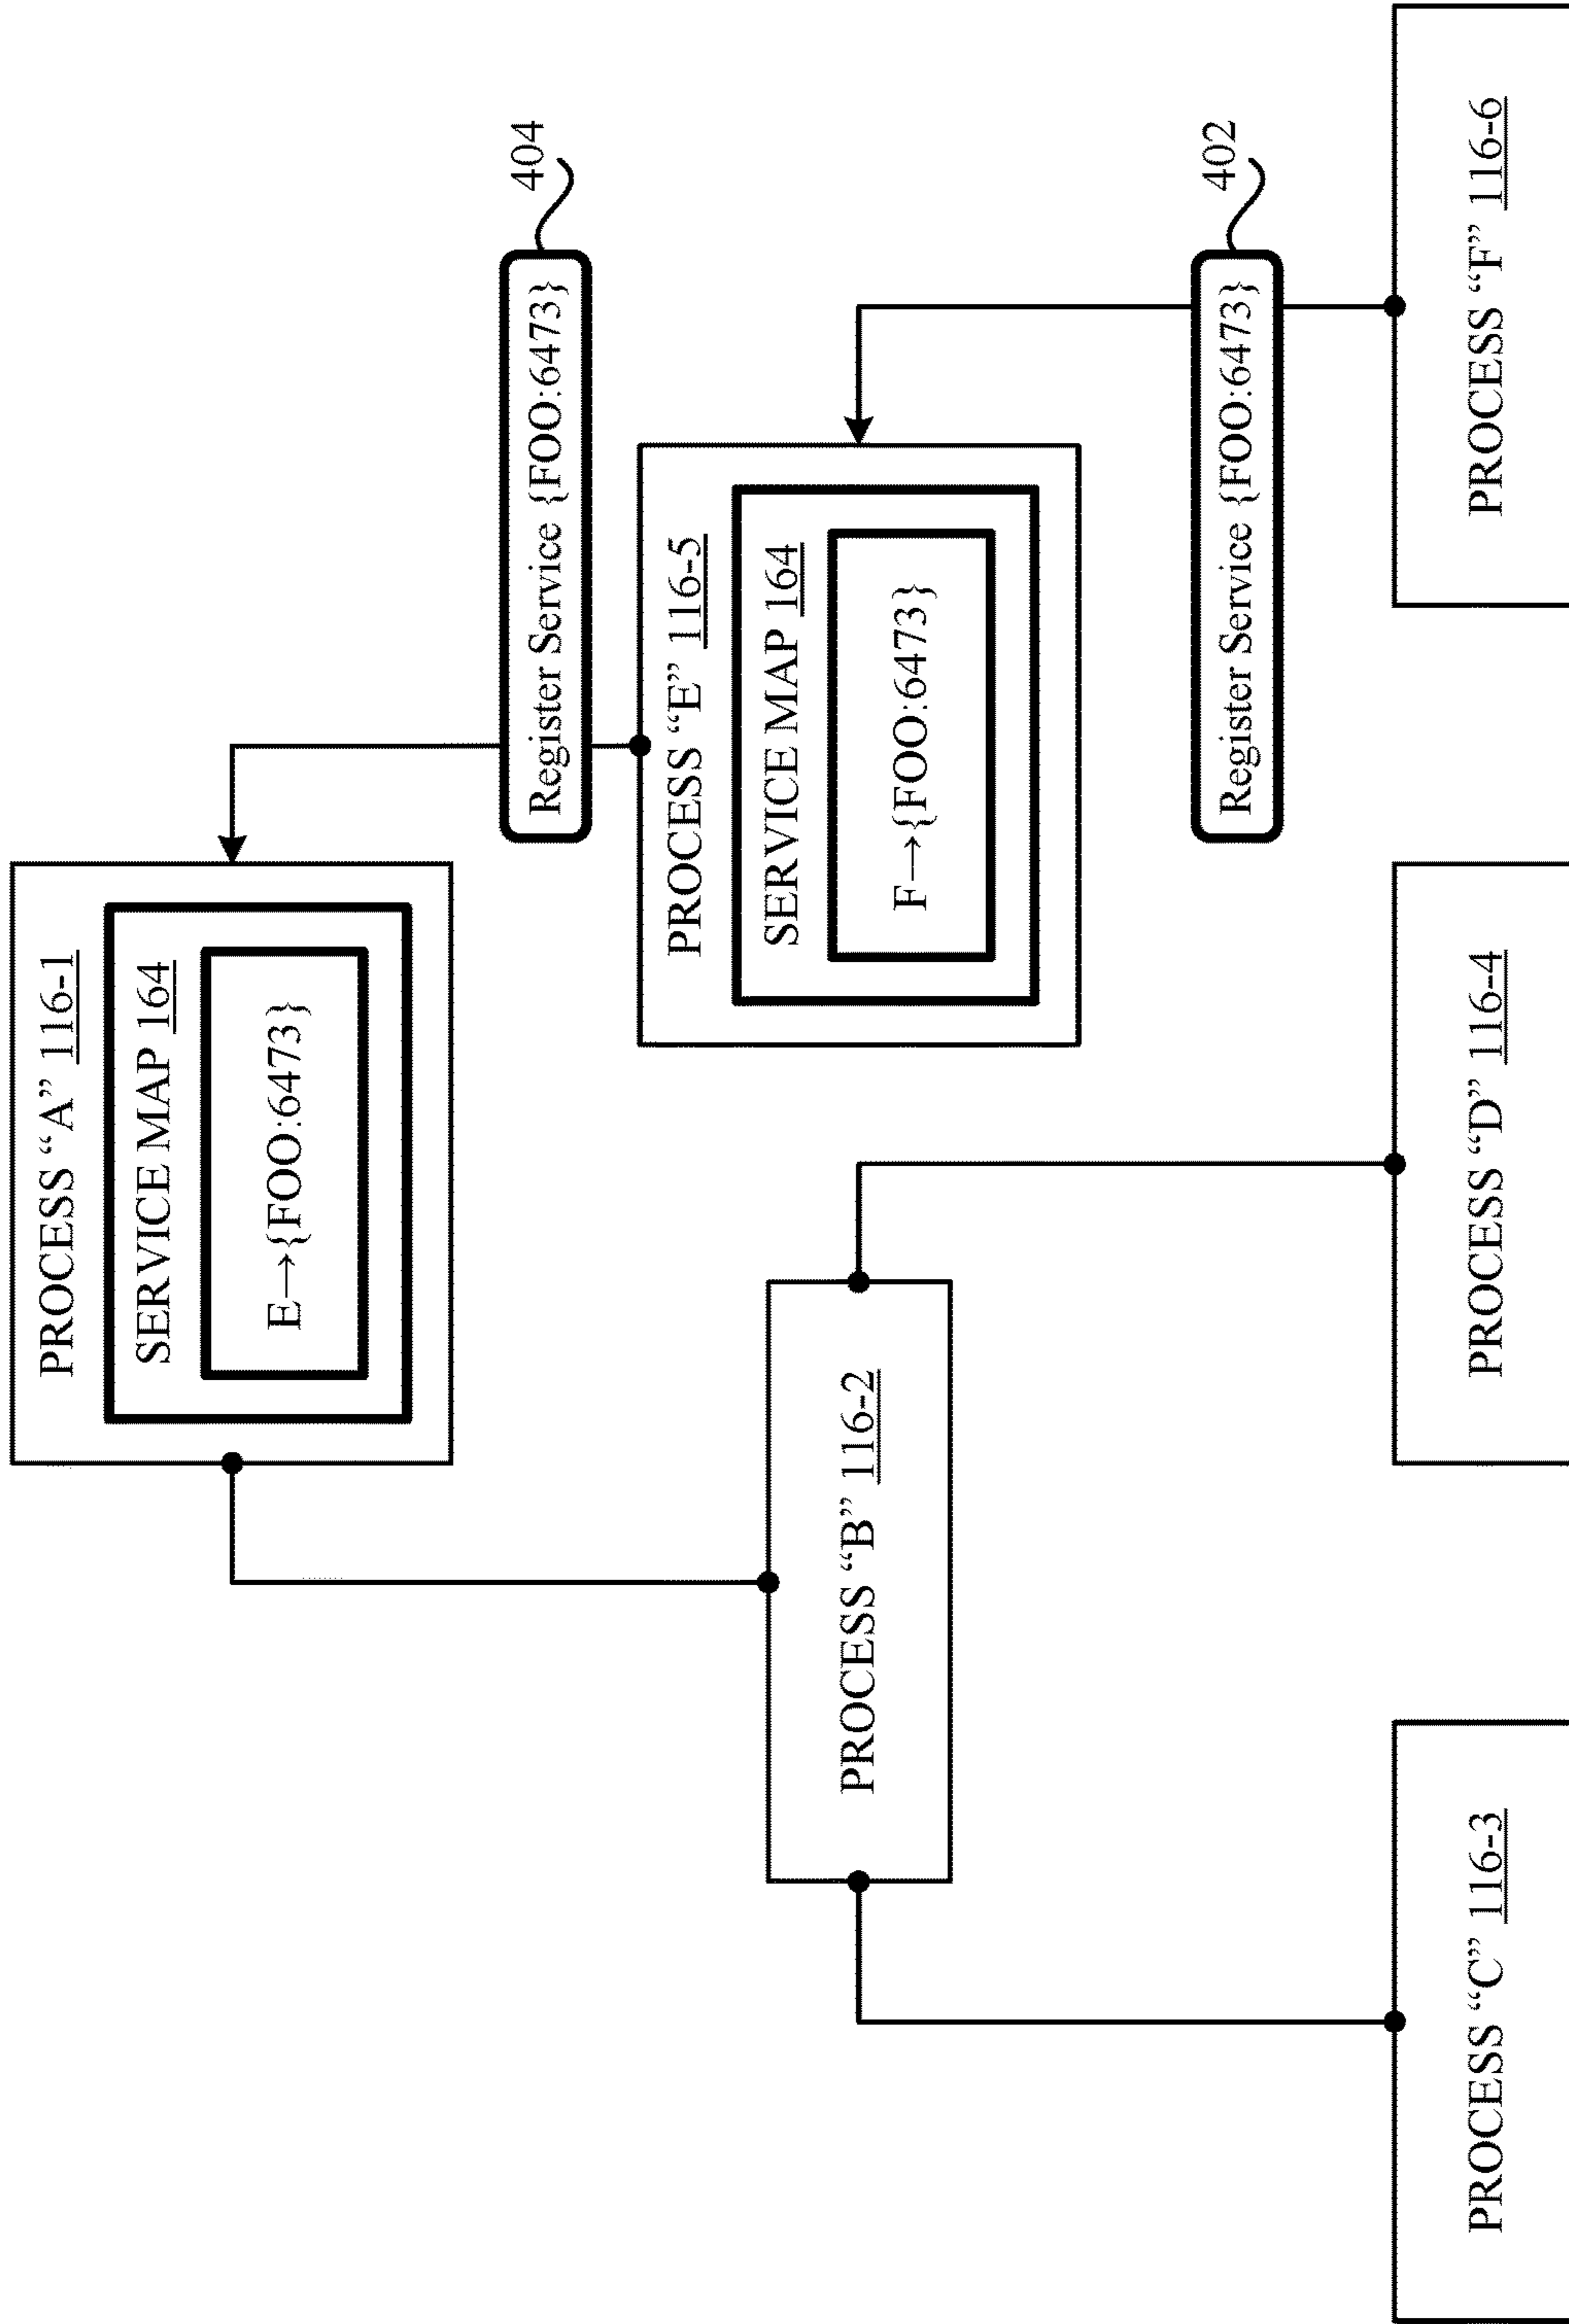 PROCESS “A” 116-1
SERVICE MAP 164
E→{FOO:6473}
404
Register Service {FOO:6473}
PROCESS “E” 116-5
SERVICE MAP 164
F→{FOO:6473}
PROCESS “B” 116-2
402
Register Service {FOO:6473}
PROCESS “C” 116-3
PROCESS “D” 116-4
PROCESS “F” 116-6